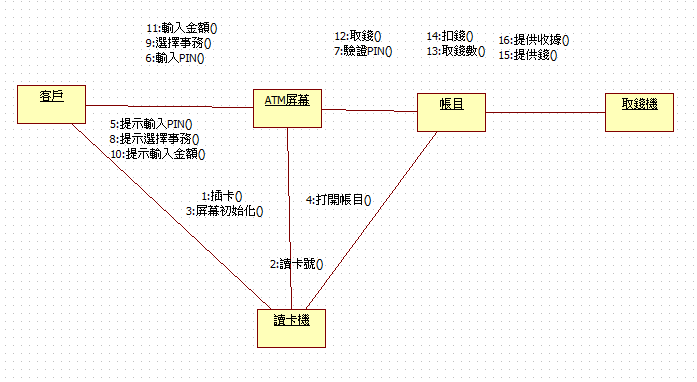 11:輸入金額()
9:選擇事務()
6:輸入PIN()
12:取錢()
7:驗證PIN()
14:扣錢()
13:取錢數()
16:提供收據()
15:提供錢()
客戶
ATM屏幕
帳目
取錢機
5:提示輸入PIN()
8:提示選擇事務()
10:提示輸入金額()
1:插卡()
3:屏幕初始化()
4:打開帳目()
2:讀卡號()
讀卡機